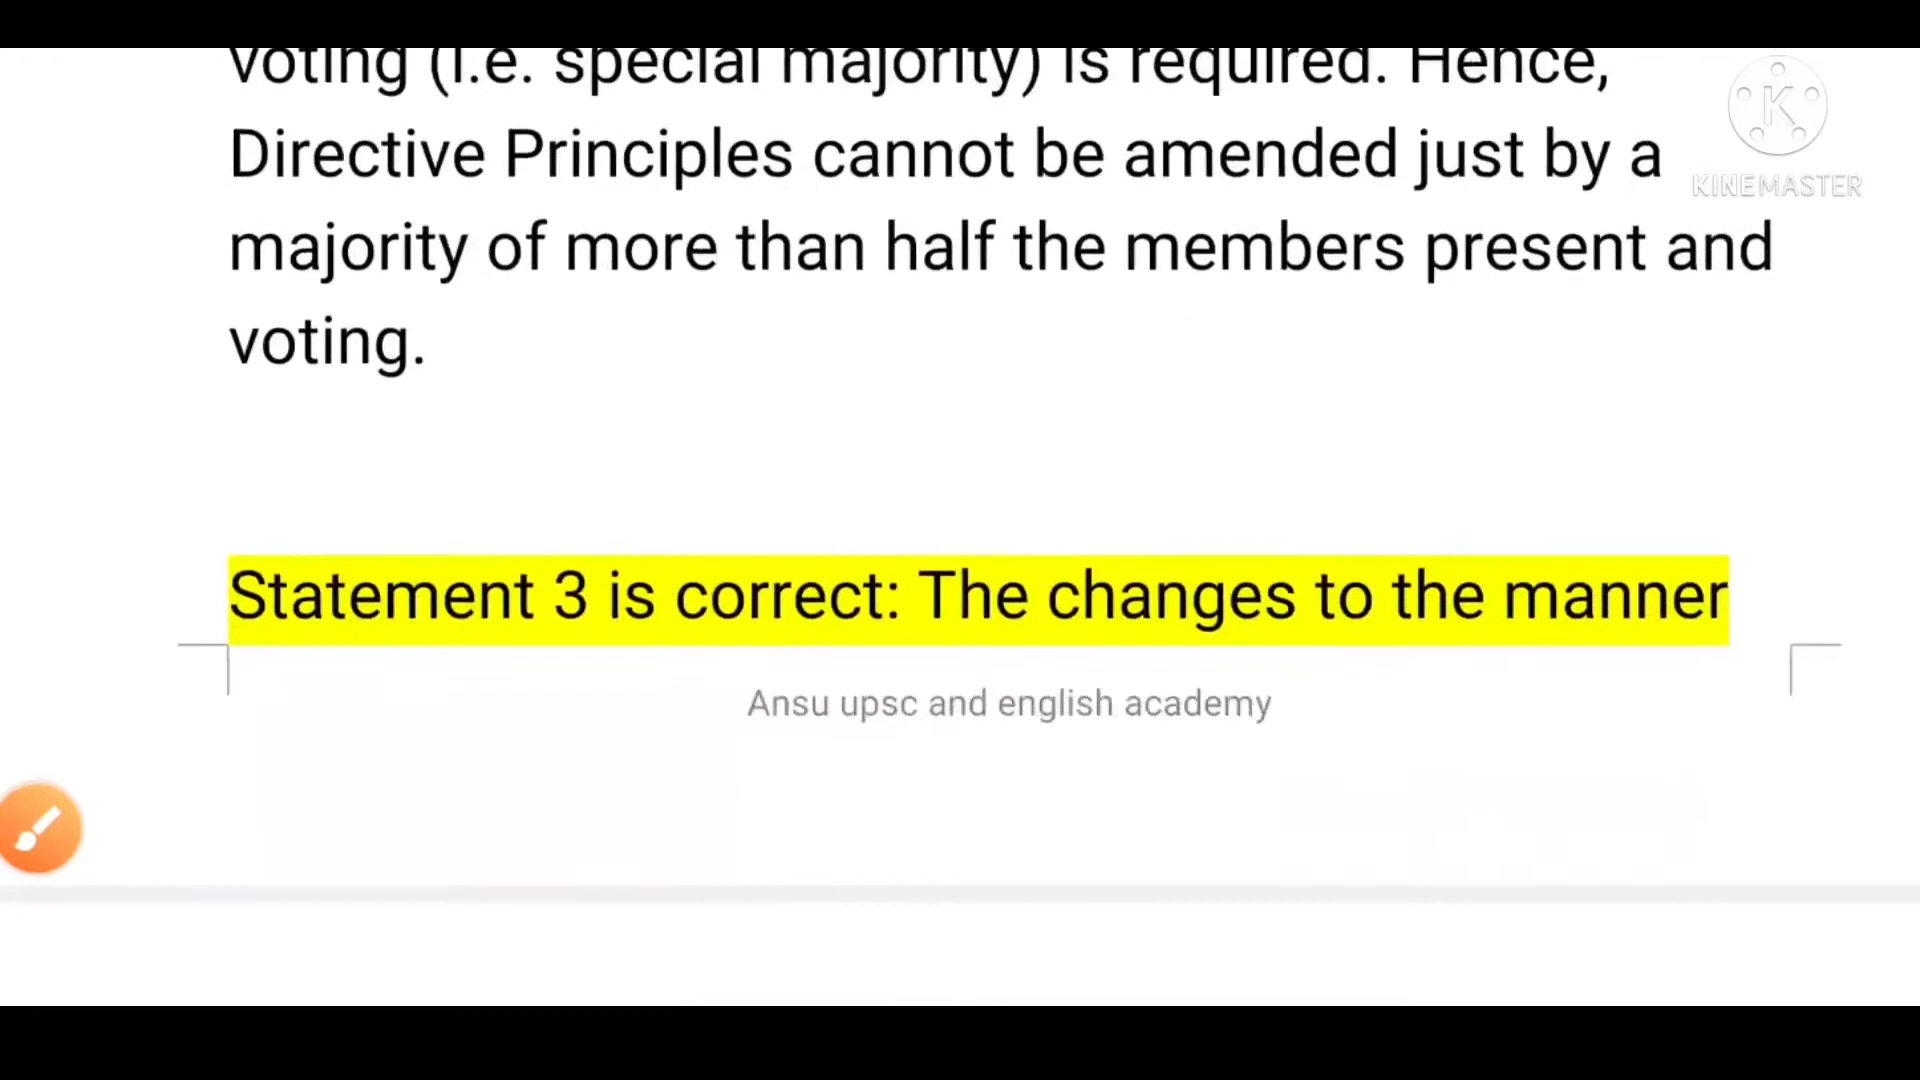 voting (i.e. special majority) is required. Hence,
Directive Principles cannot be amended just by a
majority of more than half the members present and
voting.
K
KINEMASTER
Statement 3 is correct: The changes to the manner
Ansu upsc and english academy